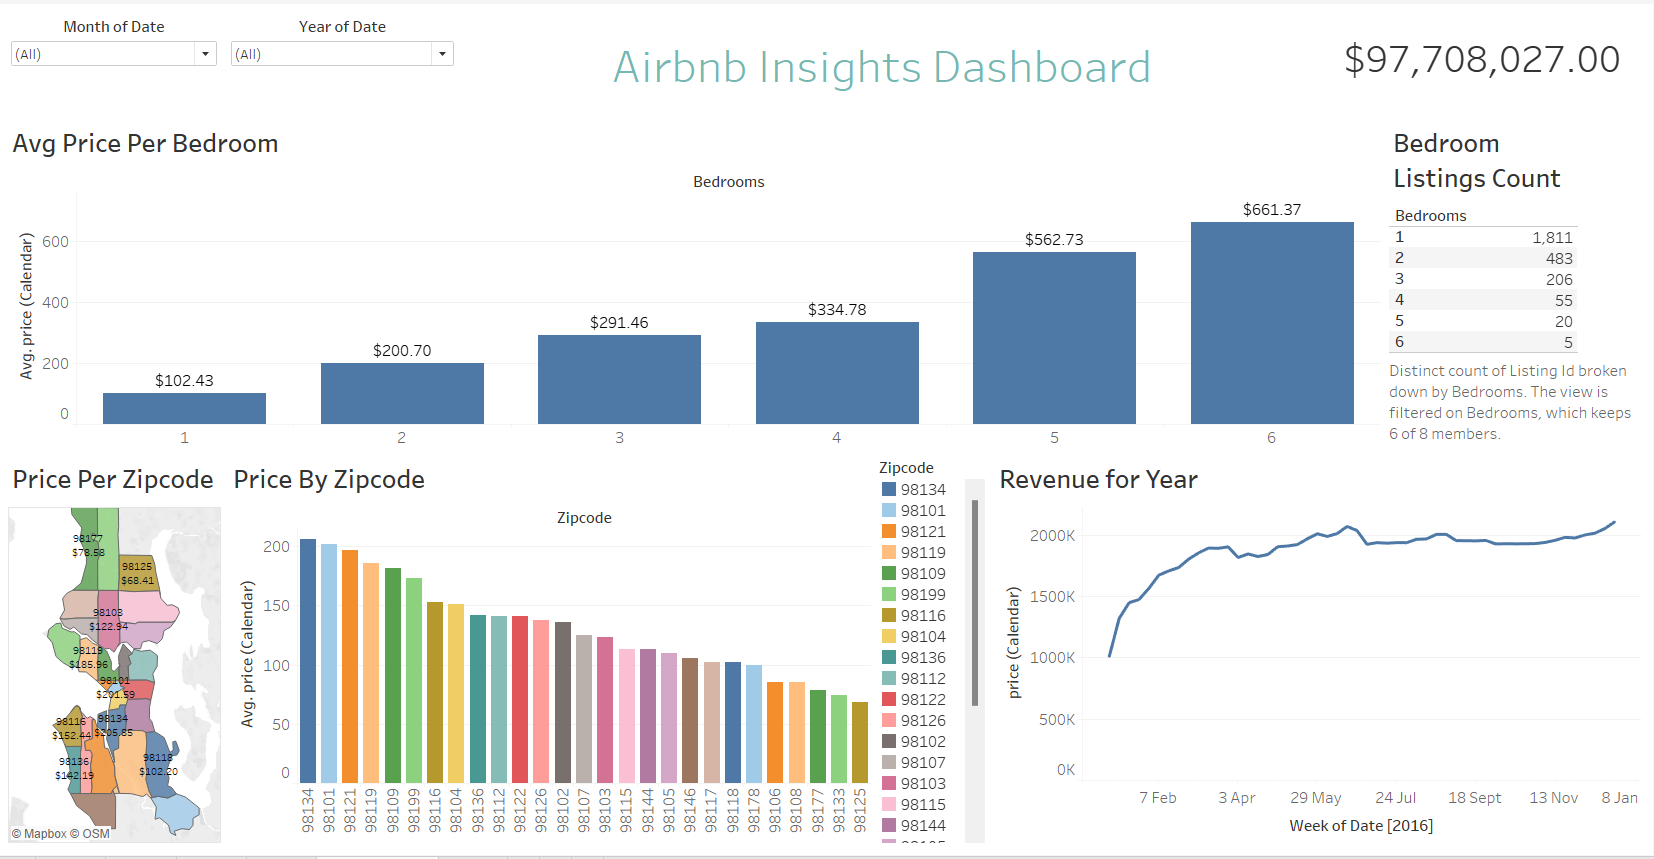 Month of Date
Year of Date
(All)
(All)
Airbnb Insights Dashboard
$97,708,027.00
Avg Price Per Bedroom
Bedrooms
Avg. price (Calendar)
600
400
200
0
$102.43
$200.70
$291.46
$334.78
$562.73
$661.37
1
2
3
4
5
6
Bedroom
Listings Count
Bedrooms
1 1,811
2 483
3 206
4 55
5 20
6 5
Distinct count of Listing Id broken
down by Bedrooms. The view is
filtered on Bedrooms, which keeps
6 of 8 members.
Price Per Zipcode
98177
$78.58
98125
$68.41
98103
$122.94
98119
$185.96
98101
$201.59
98116
$152.44
98134
$205.85
98136
$142.19
98118
$102.20
© Mapbox © OSM
Price By Zipcode
Zipcode
Avg. price (Calendar)
200
150
100
50
0
98134
98101
98121
98119
98109
98199
98116
98104
98136
98112
98122
98126
98102
98107
98103
98115
98144
98105
98146
98117
98118
98178
98106
98108
98177
98133
98125
Zipcode
98134
98101
98121
98119
98109
98199
98116
98104
98136
98112
98122
98126
98102
98107
98103
98115
98144
Revenue for Year
price (Calendar)
2000K
1500K
1000K
500K
0K
7 Feb
3 Apr
29 May
24 Jul
18 Sept
13 Nov
8 Jan
Week of Date [2016]